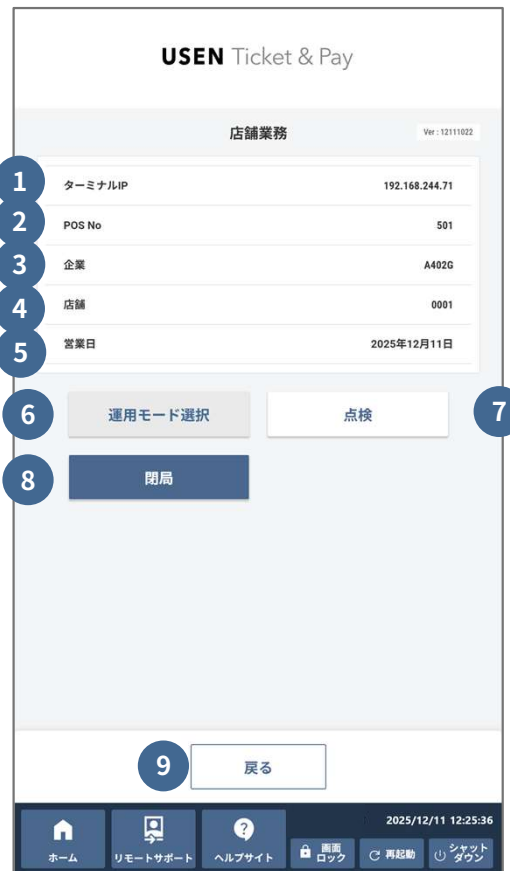 USEN Ticket & Pay
店舗業務
Ver : 12111022
1 ターミナルIP 192.168.244.71
2 POS No 501
3 企業 A402G
4 店舗 0001
5 営業日 2025年12月11日
6 運用モード選択 点検 7
8 閉局
9 戻る
2025/12/11 12:25:36
ホーム リモートサポート ? ヘルプサイト 画面ロック 再起動 シャットダウン